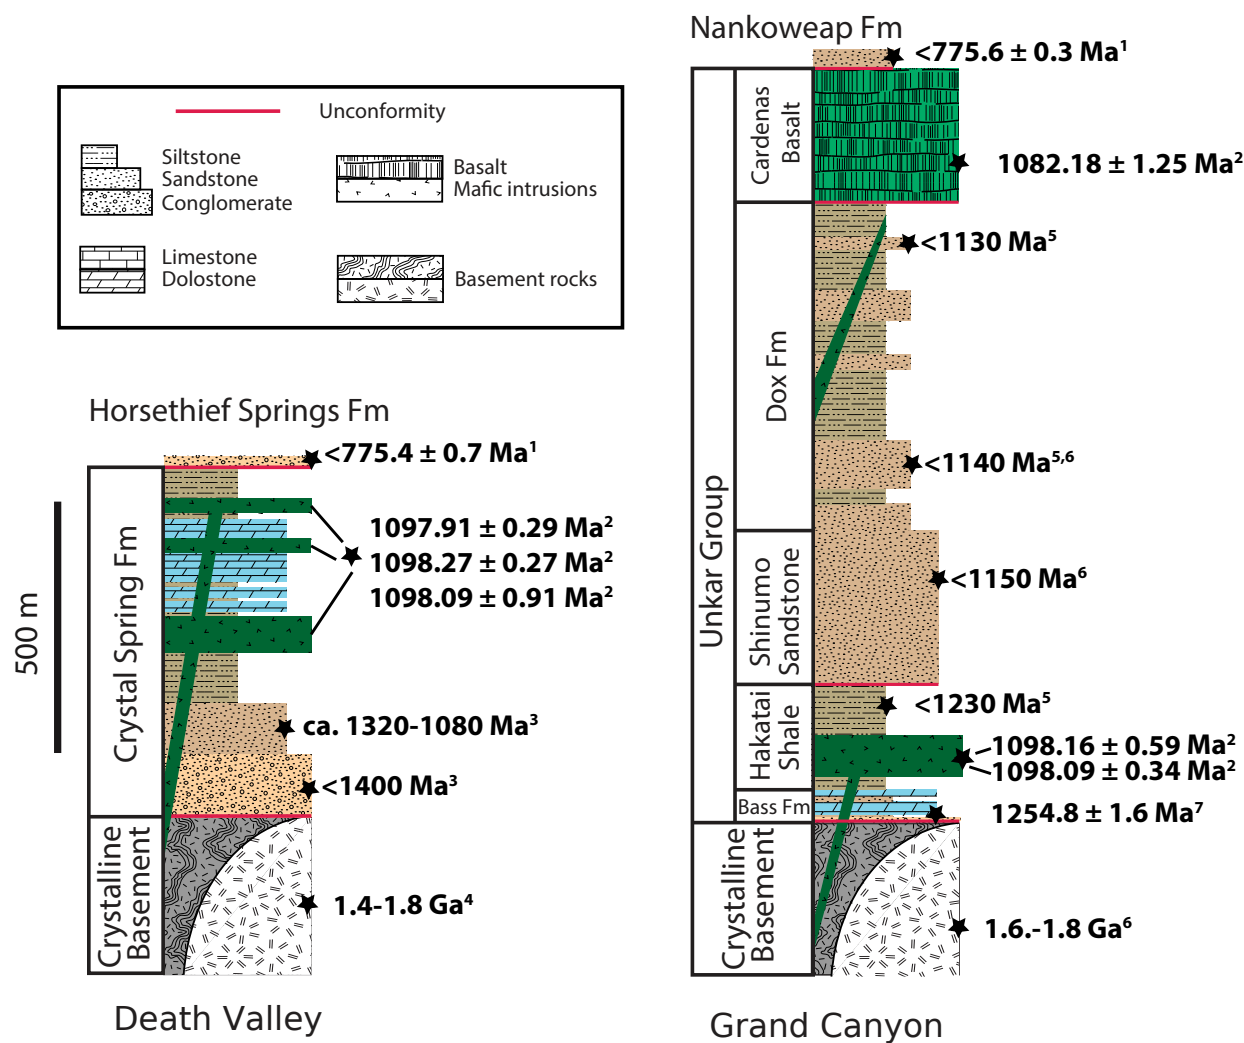 Nankoweap Fm
<775.6 ± 0.3 Ma¹
Unconformity
Siltstone
Sandstone
Conglomerate
Basalt
Mafic intrusions
Limestone
Dolostone
Basement rocks
Horsethief Springs Fm
<775.4 ± 0.7 Ma¹
1097.91 ± 0.29 Ma²
1098.27 ± 0.27 Ma²
1098.09 ± 0.91 Ma²
Crystal Spring Fm
500 m
ca. 1320-1080 Ma³
<1400 Ma³
Crystalline
Basement
1.4-1.8 Ga⁴
Death Valley
Unkar Group
Cardenas
Basalt
1082.18 ± 1.25 Ma²
Dox Fm
<1130 Ma⁵
<1140 Ma⁵,⁶
Shinumo
Sandstone
<1150 Ma⁶
Hakatai
Shale
<1230 Ma⁵
1098.16 ± 0.59 Ma²
1098.09 ± 0.34 Ma²
Bass Fm
1254.8 ± 1.6 Ma⁷
Crystalline
Basement
1.6.-1.8 Ga⁶
Grand Canyon